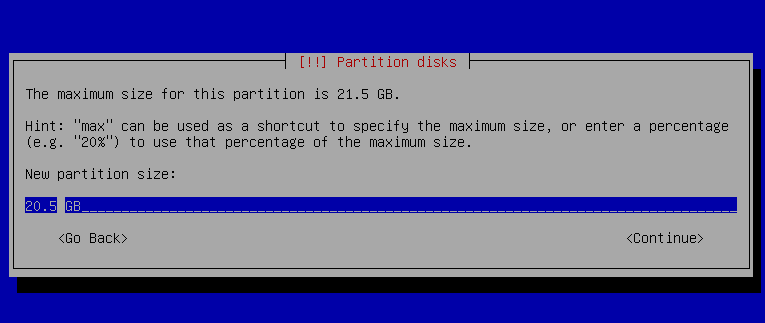 [!!] Partition disks
The maximum size for this partition is 21.5 GB.
Hint: "max" can be used as a shortcut to specify the maximum size, or enter a percentage
(e.g. "20%") to use that percentage of the maximum size.
New partition size:
20.5 GB
<Go Back> <Continue>